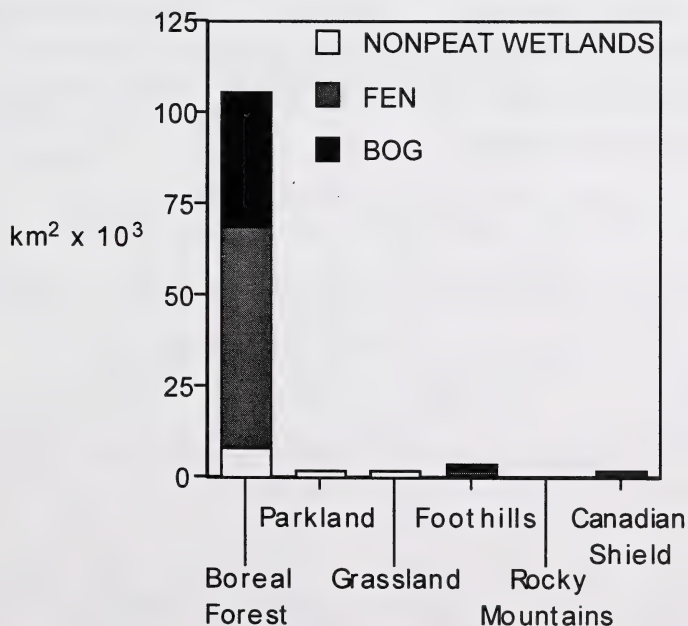 125
100
75
50
25
0
km² x 10³
NONPEAT WETLANDS
FEN
BOG
Parkland
Foothills
Canadian
Shield
Boreal
Forest
Grassland
Rocky
Mountains